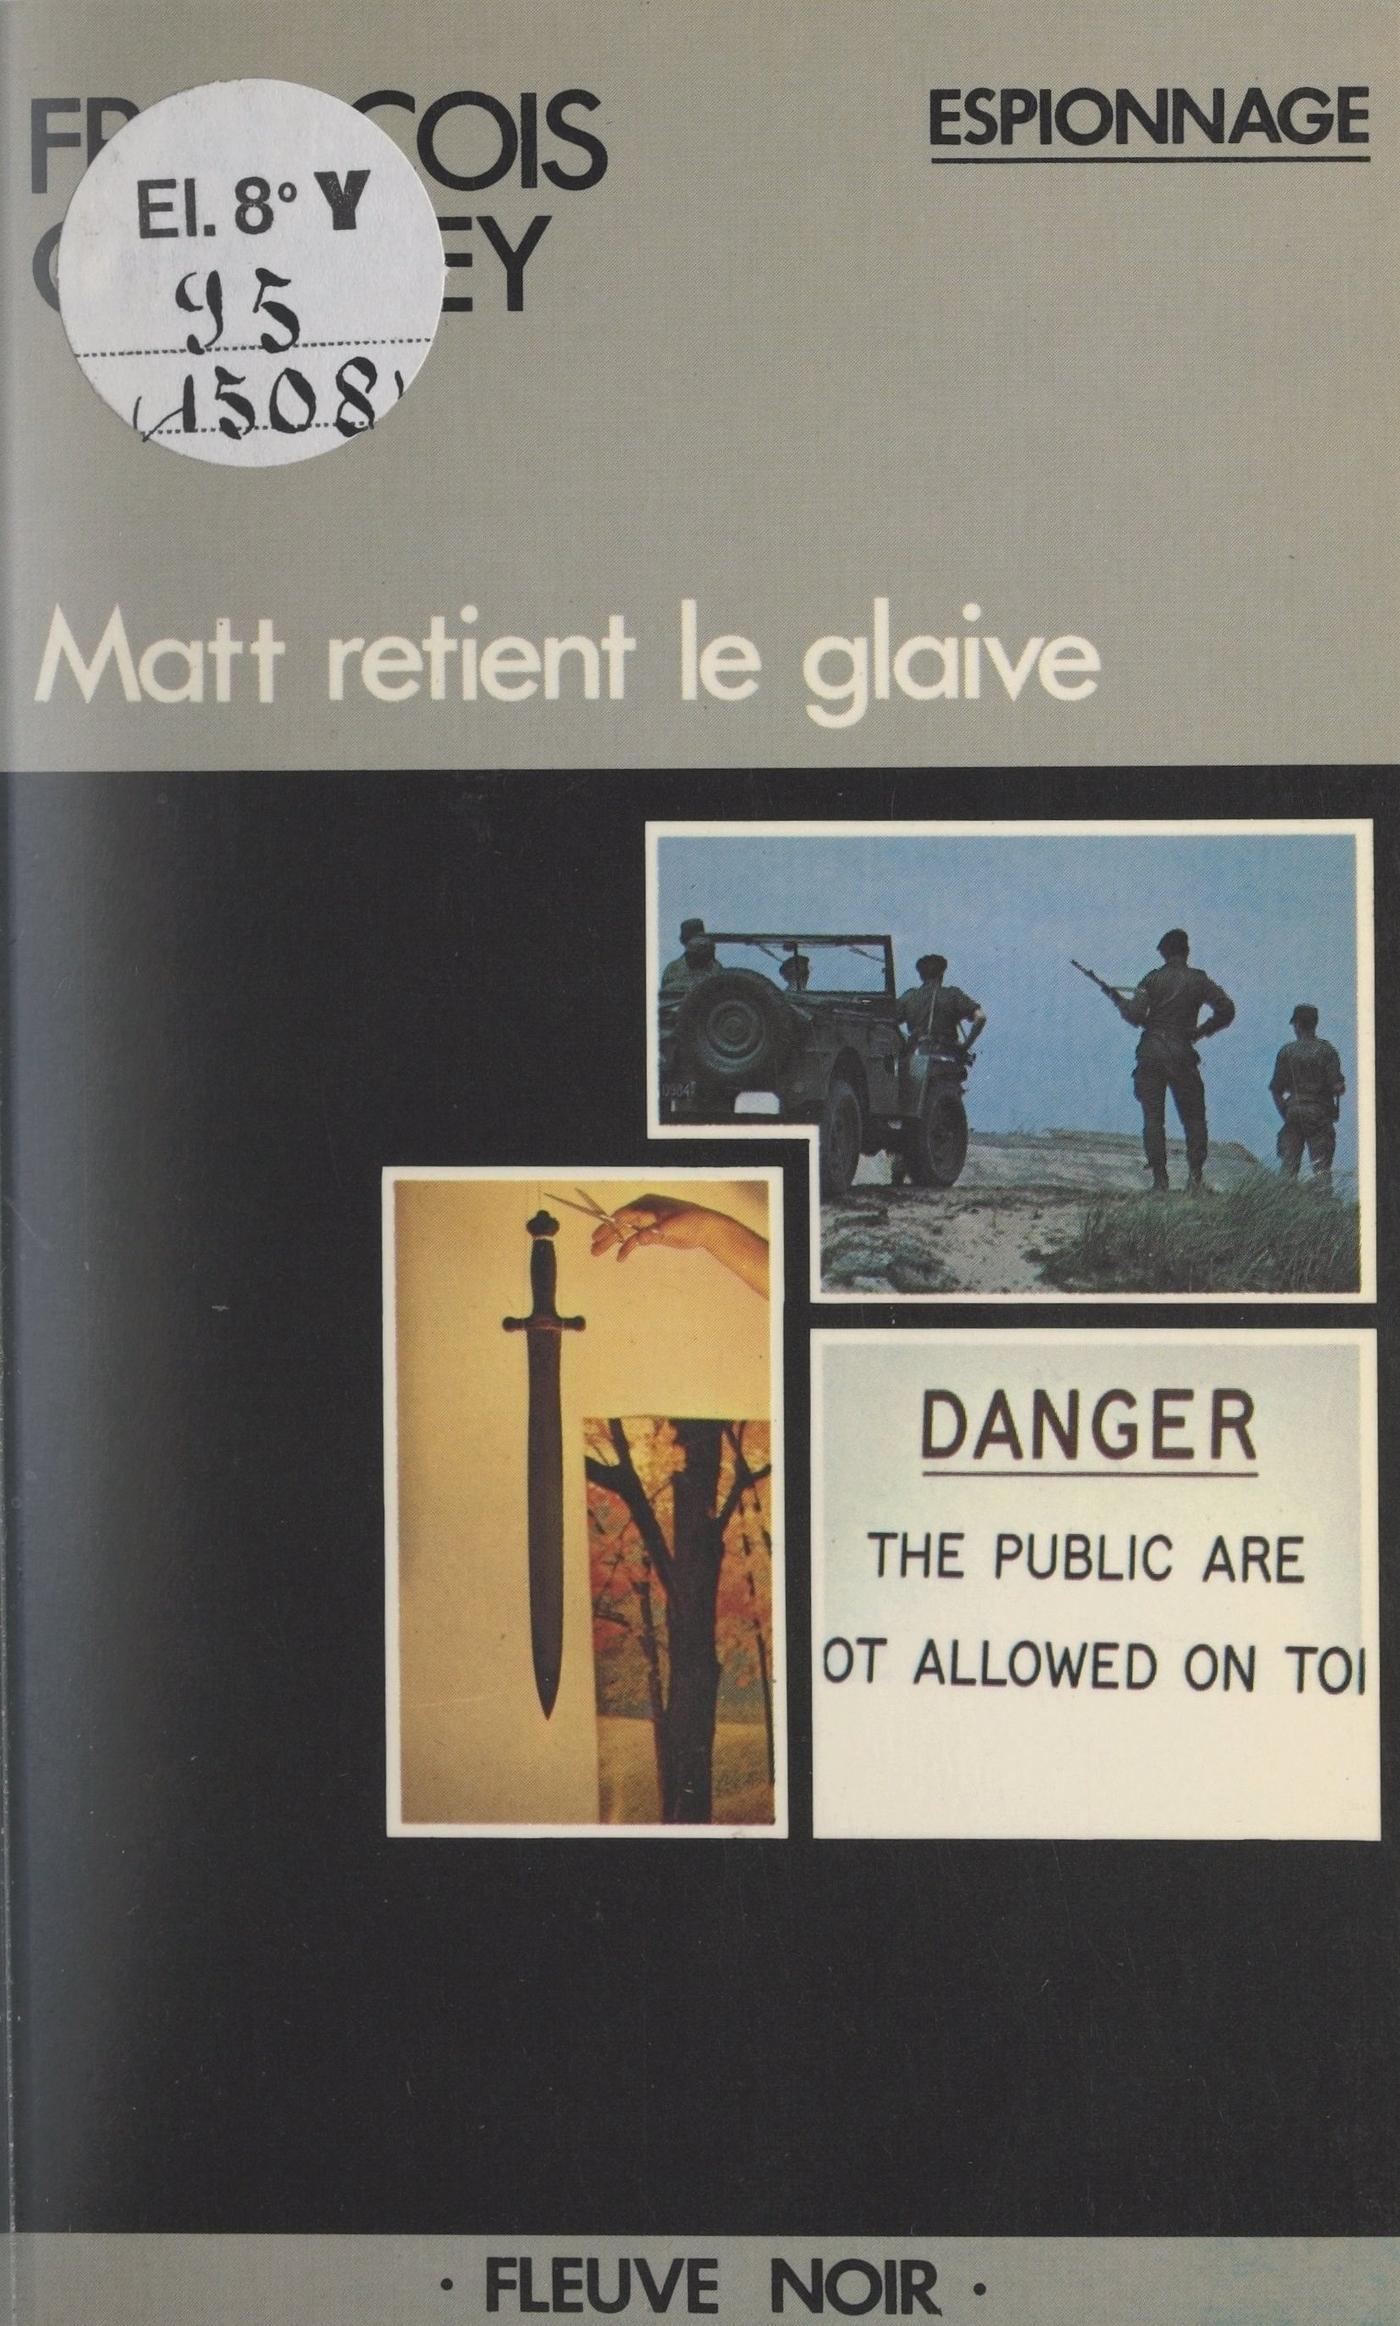 ESPIONNAGE
El. 8° Y
95
(1508)
Matt retient le glaive
DANGER
THE PUBLIC ARE
OT ALLOWED ON TOI
· FLEUVE NOIR ·